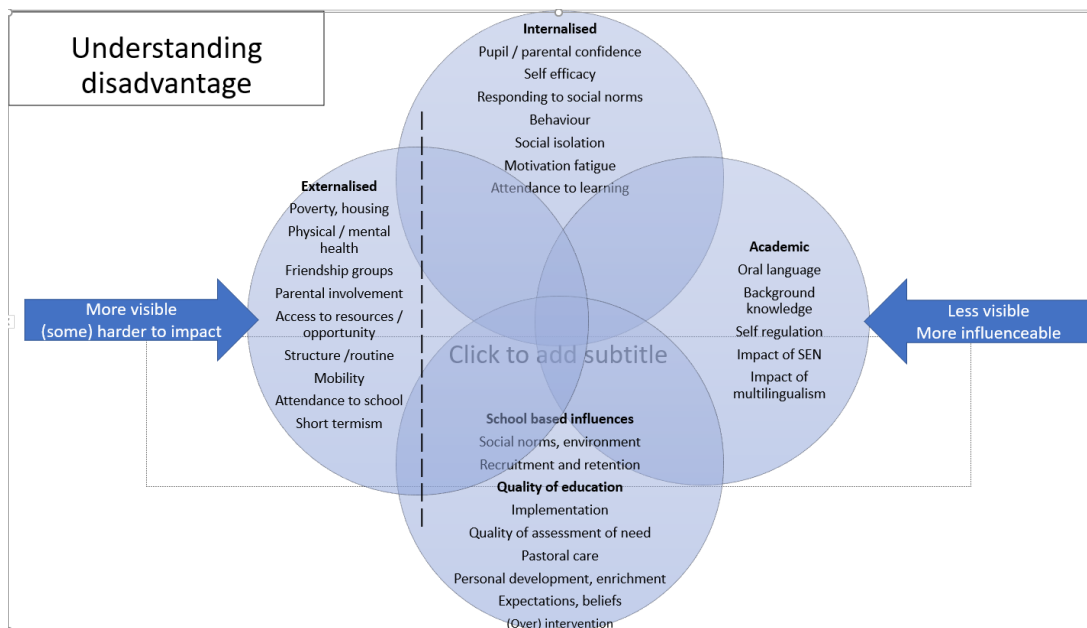 Understanding
disadvantage
Internalised
Pupil / parental confidence
Self efficacy
Responding to social norms
Behaviour
Social isolation
Motivation fatigue
Attendance to learning
Externalised
Poverty, housing
Physical / mental
health
Friendship groups
Parental involvement
Access to resources /
opportunity
Structure /routine
Mobility
Attendance to school
Short termism
Academic
Oral language
Background
knowledge
Self regulation
Impact of SEN
Impact of
multilingualism
More visible
(some) harder to impact
Less visible
More influenceable
Click to add subtitle
School based influences
Social norms, environment
Recruitment and retention
Quality of education
Implementation
Quality of assessment of need
Pastoral care
Personal development, enrichment
Expectations, beliefs
(Over) intervention